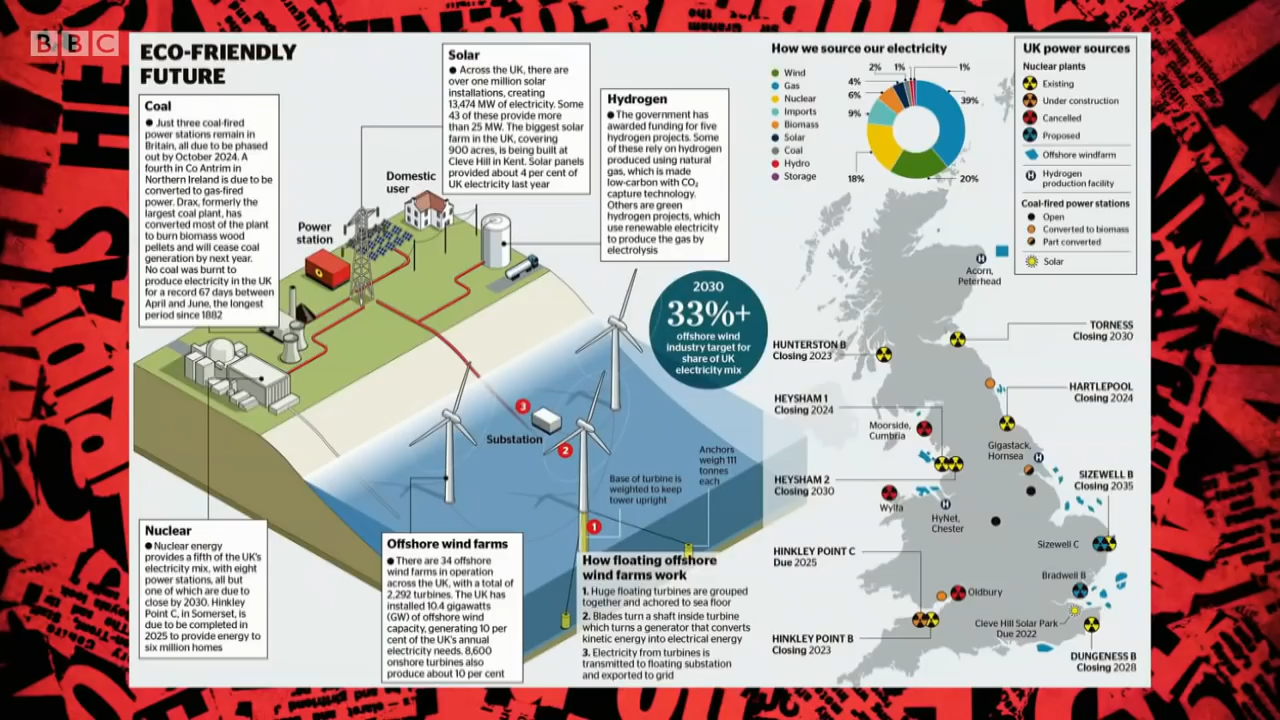 BBC
ECO-FRIENDLY
FUTURE
Coal
● Just three coal-fired
power stations remain in
Britain, all due to be phased
out by October 2024. A
fourth in Co Antrim in
Northern Ireland is due to be
converted to gas-fired
power. Drax, formerly the
largest coal plant, has
converted most of the plant
to burn biomass wood
pellets and will cease coal
generation by next year.
No coal was burnt to
produce electricity in the UK
for a record 67 days between
April and June, the longest
period since 1882
Solar
● Across the UK, there are
over one million solar
installations, creating
13,474 MW of electricity. Some
43 of these provide more
than 25 MW. The biggest solar
farm in the UK, covering
900 acres, is being built at
Cleve Hill in Kent. Solar panels
provided about 4 per cent of
UK electricity last year
Hydrogen
● The government has
awarded funding for five
hydrogen projects. Some
of these rely on hydrogen
produced using natural
gas, which is made
low-carbon with CO₂
capture technology.
Others are green
hydrogen projects, which
use renewable electricity
to produce the gas by
electrolysis
Domestic
user
Power
station
2030
33%+
offshore wind
industry target for
share of UK
electricity mix
3
Substation
2
1
Base of turbine is
weighted to keep
tower upright
Anchors
weigh 111
tonnes
each
Nuclear
● Nuclear energy
provides a fifth of the UK's
electricity mix, with eight
power stations, all but
one of which are due to
close by 2030. Hinkley
Point C, in Somerset, is
due to be completed in
2025 to provide energy to
six million homes
Offshore wind farms
● There are 34 offshore
wind farms in operation
across the UK, with a total of
2,292 turbines. The UK has
installed 10.4 gigawatts
(GW) of offshore wind
capacity, generating 10 per
cent of the UK's annual
electricity needs. 8,600
onshore turbines also
produce about 10 per cent
How floating offshore
wind farms work
1. Huge floating turbines are grouped
together and achored to sea floor
2. Blades turn a shaft inside turbine
which turns a generator that converts
kinetic energy into electrical energy
3. Electricity from turbines is
transmitted to floating substation
and exported to grid
How we source our electricity
Wind
Gas
Nuclear
Imports
Biomass
Solar
Coal
Hydro
Storage
2%
1%
1%
4%
6%
9%
39%
18%
20%
UK power sources
Nuclear plants
Existing
Under construction
Cancelled
Proposed
Offshore windfarm
H Hydrogen
production facility
Coal-fired power stations
Open
Converted to biomass
Part converted
Solar
H
Acorn,
Peterhead
TORNESS
Closing 2030
HUNTERSTON B
Closing 2023
HARTLEPOOL
Closing 2024
HEYSHAM 1
Closing 2024
Moorside,
Cumbria
Gigastack,
Hornsea
H
HEYSHAM 2
Closing 2030
SIZEWELL B
Closing 2035
Wylfa
H
HyNet,
Chester
Sizewell C
HINKLEY POINT C
Due 2025
Bradwell B
Oldbury
Cleve Hill Solar Park
Due 2022
HINKLEY POINT B
Closing 2023
DUNGENESS B
Closing 2028